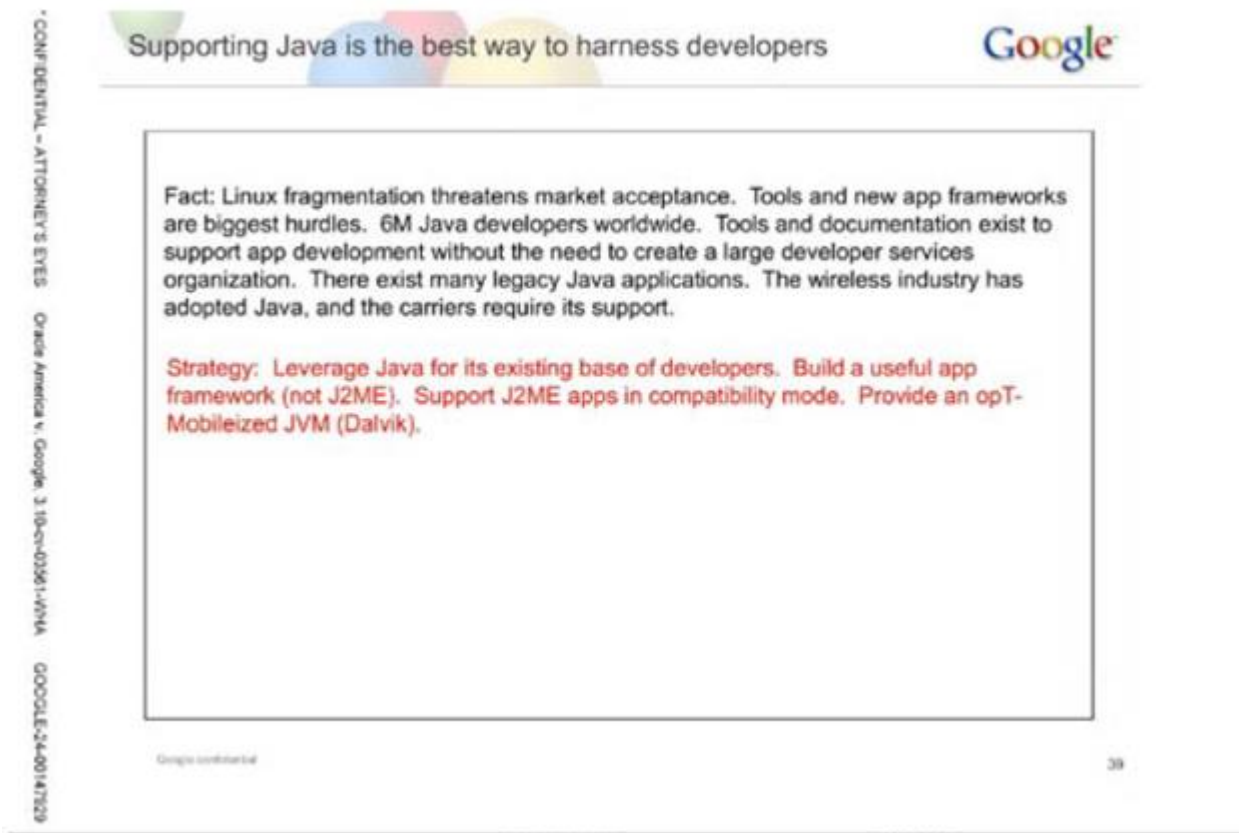 Supporting Java is the best way to harness developers
Google
Fact: Linux fragmentation threatens market acceptance. Tools and new app frameworks
are biggest hurdles. 6M Java developers worldwide. Tools and documentation exist to
support app development without the need to create a large developer services
organization. There exist many legacy Java applications. The wireless industry has
adopted Java, and the carriers require its support.
Strategy: Leverage Java for its existing base of developers. Build a useful app
framework (not J2ME). Support J2ME apps in compatibility mode. Provide an opT-
Mobileized JVM (Dalvik).
Google confidential
39
CONFIDENTIAL – ATTORNEY'S EYES Oracle America v. Google, 3:10-cv-03561-WHA GOOGLE-24-00147929